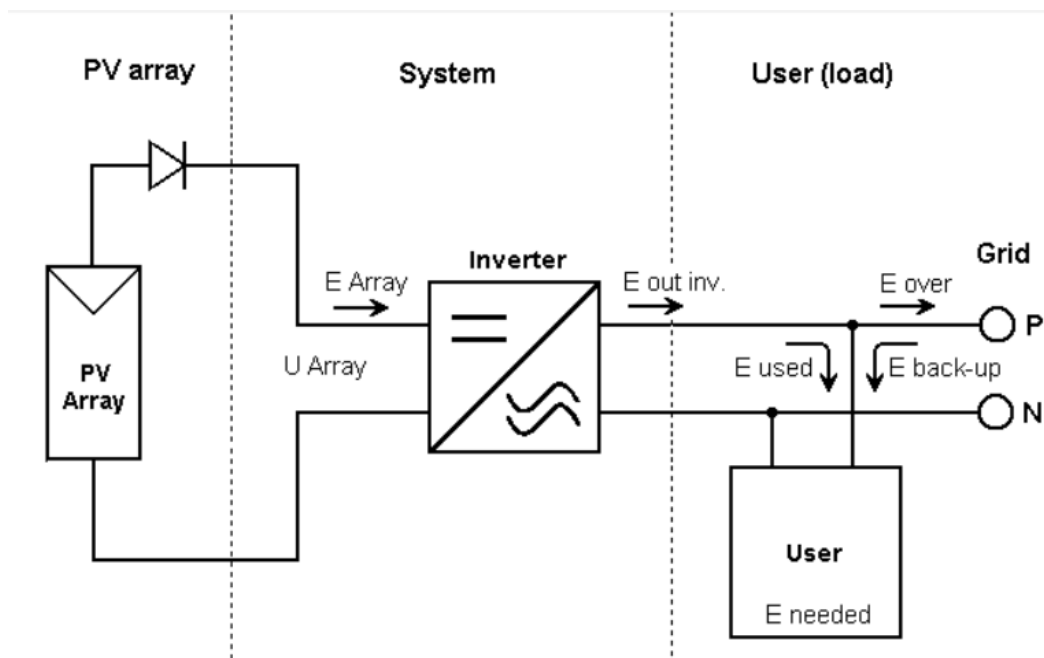 PV array
System
User (load)
Inverter
Grid
E Array
E out inv.
E over
P
U Array
E used
E back-up
PV
Array
N
User
E needed